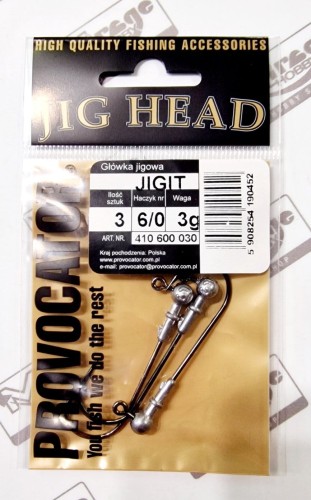 HIGH QUALITY FISHING ACCESSORIES
JIG HEAD
Główka jigowa
JIGIT
Ilość sztuk
Haczyk nr
Waga
3
6/0
3g
ART. NR.
410 600 030
Kraj pochodzenia: Polska
www.provocator.com.pl
e-mail: provocator@provocator.com.pl
5 908254 190452
PROVOCATOR
You fish we do the rest